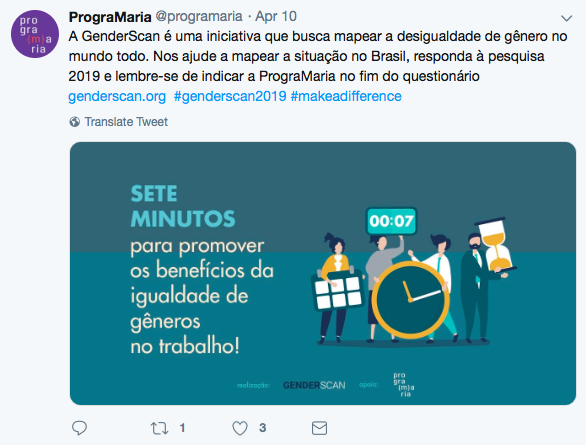 PrograMaria @programaria · Apr 10
A GenderScan é uma iniciativa que busca mapear a desigualdade de gênero no
mundo todo. Nos ajude a mapear a situação no Brasil, responda à pesquisa
2019 e lembre-se de indicar a PrograMaria no fim do questionário
genderscan.org #genderscan2019 #makeadifference
Translate Tweet
pro
gra
(m)a
ria
SETE
MINUTOS
para promover
os benefícios da
igualdade de
gêneros
no trabalho!
00:07
realização: GENDERSCAN apoio:
pro
gra
(m)a
ria
1 3